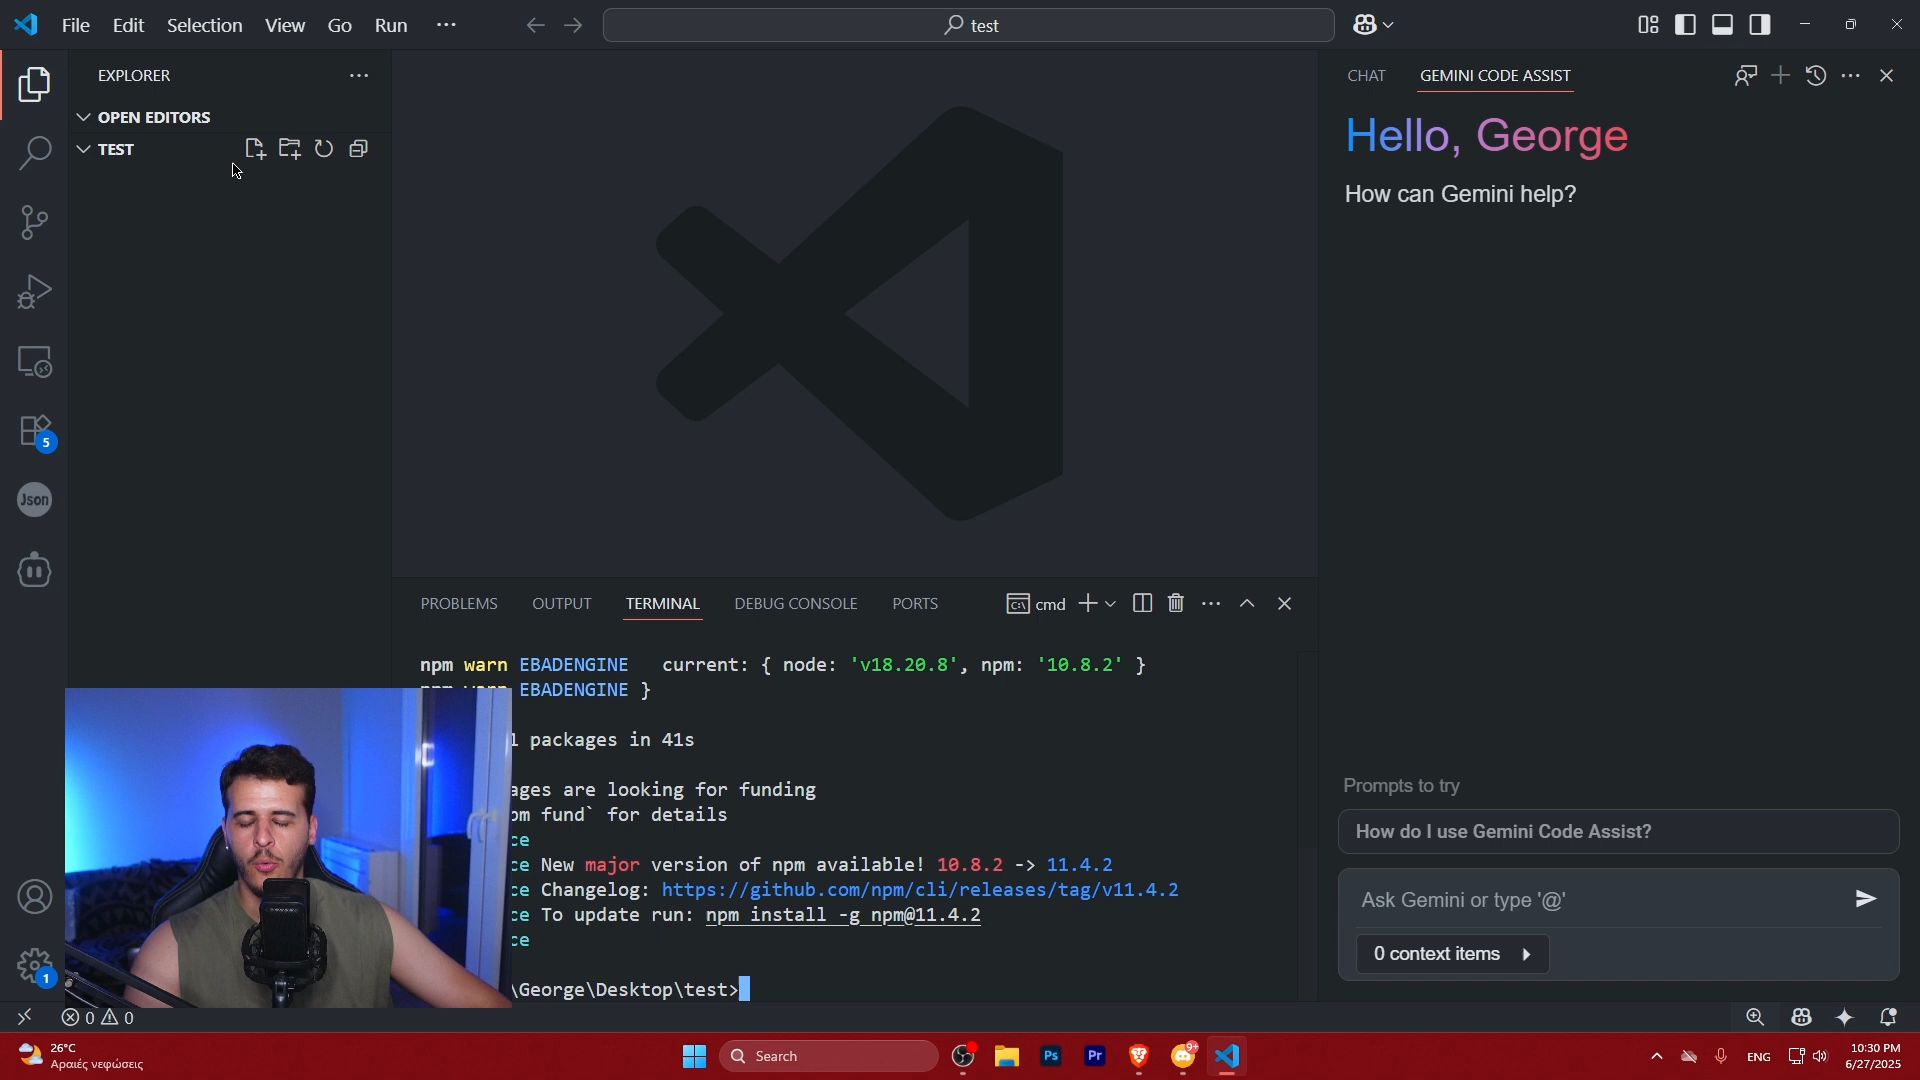 File Edit Selection View Go Run ···
test
EXPLORER
OPEN EDITORS
TEST
5
Json
1
PROBLEMS OUTPUT TERMINAL DEBUG CONSOLE PORTS
cmd
npm warn EBADENGINE   current: { node: 'v18.20.8', npm: '10.8.2' }
EBADENGINE }
packages in 41s
ages are looking for funding
fund` for details
ce
ce New major version of npm available! 10.8.2 -> 11.4.2
ce Changelog: https://github.com/npm/cli/releases/tag/v11.4.2
ce To update run: npm install -g npm@11.4.2
ce
\George\Desktop\test>
CHAT GEMINI CODE ASSIST
Hello, George
How can Gemini help?
Prompts to try
How do I use Gemini Code Assist?
Ask Gemini or type '@'
0 context items
0 0
26°C
Αραιές νεφώσεις
Search
Ps
Pr
9+
ENG
10:30 PM
6/27/2025